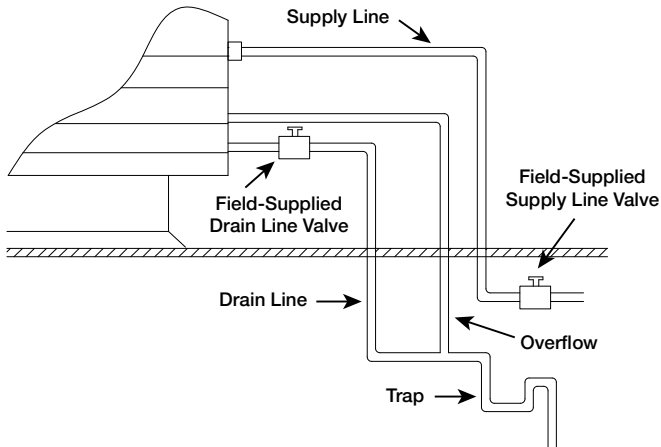 Supply Line
Field-Supplied
Supply Line Valve
Field-Supplied
Drain Line Valve
Drain Line
Overflow
Trap